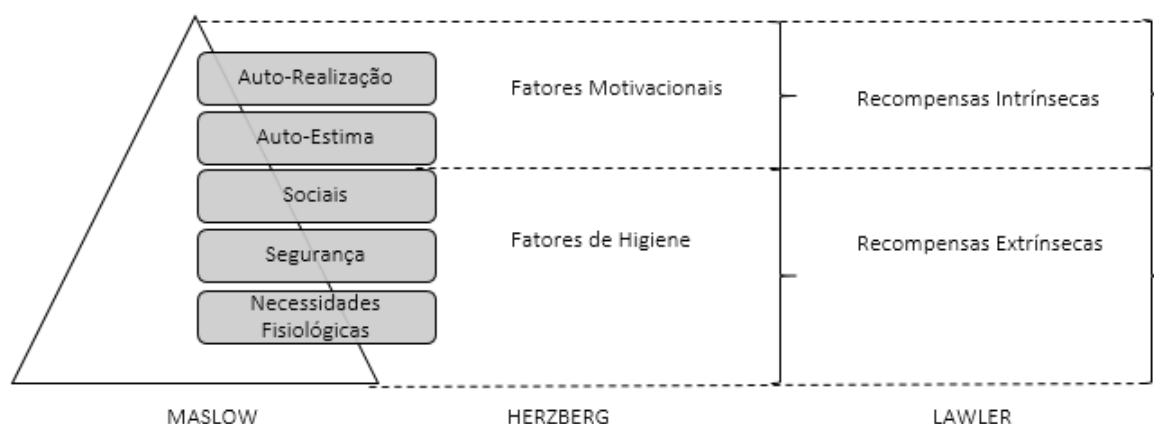 Auto-Realização
Fatores Motivacionais
Recompensas Intrínsecas
Auto-Estima
Sociais
Segurança
Fatores de Higiene
Recompensas Extrínsecas
Necessidades
Fisiológicas
MASLOW
HERZBERG
LAWLER